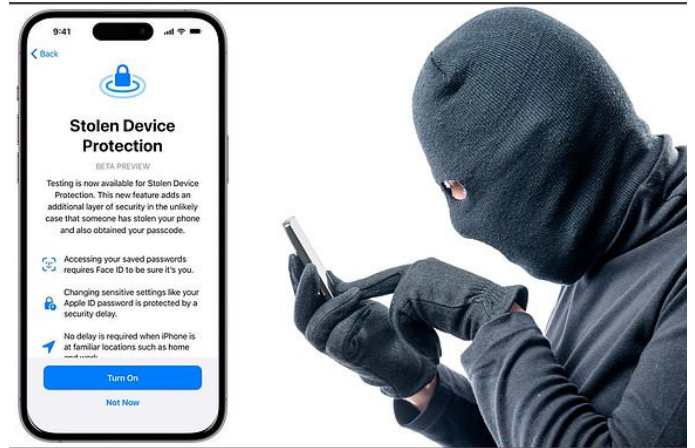 9:41
Back
Stolen Device
Protection
BETA PREVIEW
Testing is now available for Stolen Device
Protection. This new feature adds an
additional layer of security in the unlikely
case that someone has stolen your phone
and also obtained your passcode.
Accessing your saved passwords
requires Face ID to be sure it's you.
Changing sensitive settings like your
Apple ID password is protected by a
security delay.
No delay is required when iPhone is
at familiar locations such as home
and work.
Turn On
Not Now